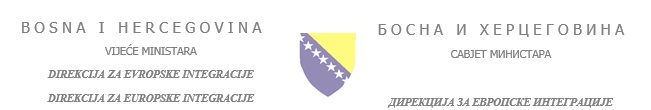 BOSNA I HERCEGOVINA
VIJEĆE MINISTARA
DIREKCIJA ZA EVROPSKE INTEGRACIJE
DIREKCIJA ZA EUROPSKE INTEGRACIJE
БОСНА И ХЕРЦЕГОВИНА
САВЈЕТ МИНИСТАРА
ДИРЕКЦИЈА ЗА ЕВРОПСКЕ ИНТЕГРАЦИЈЕ